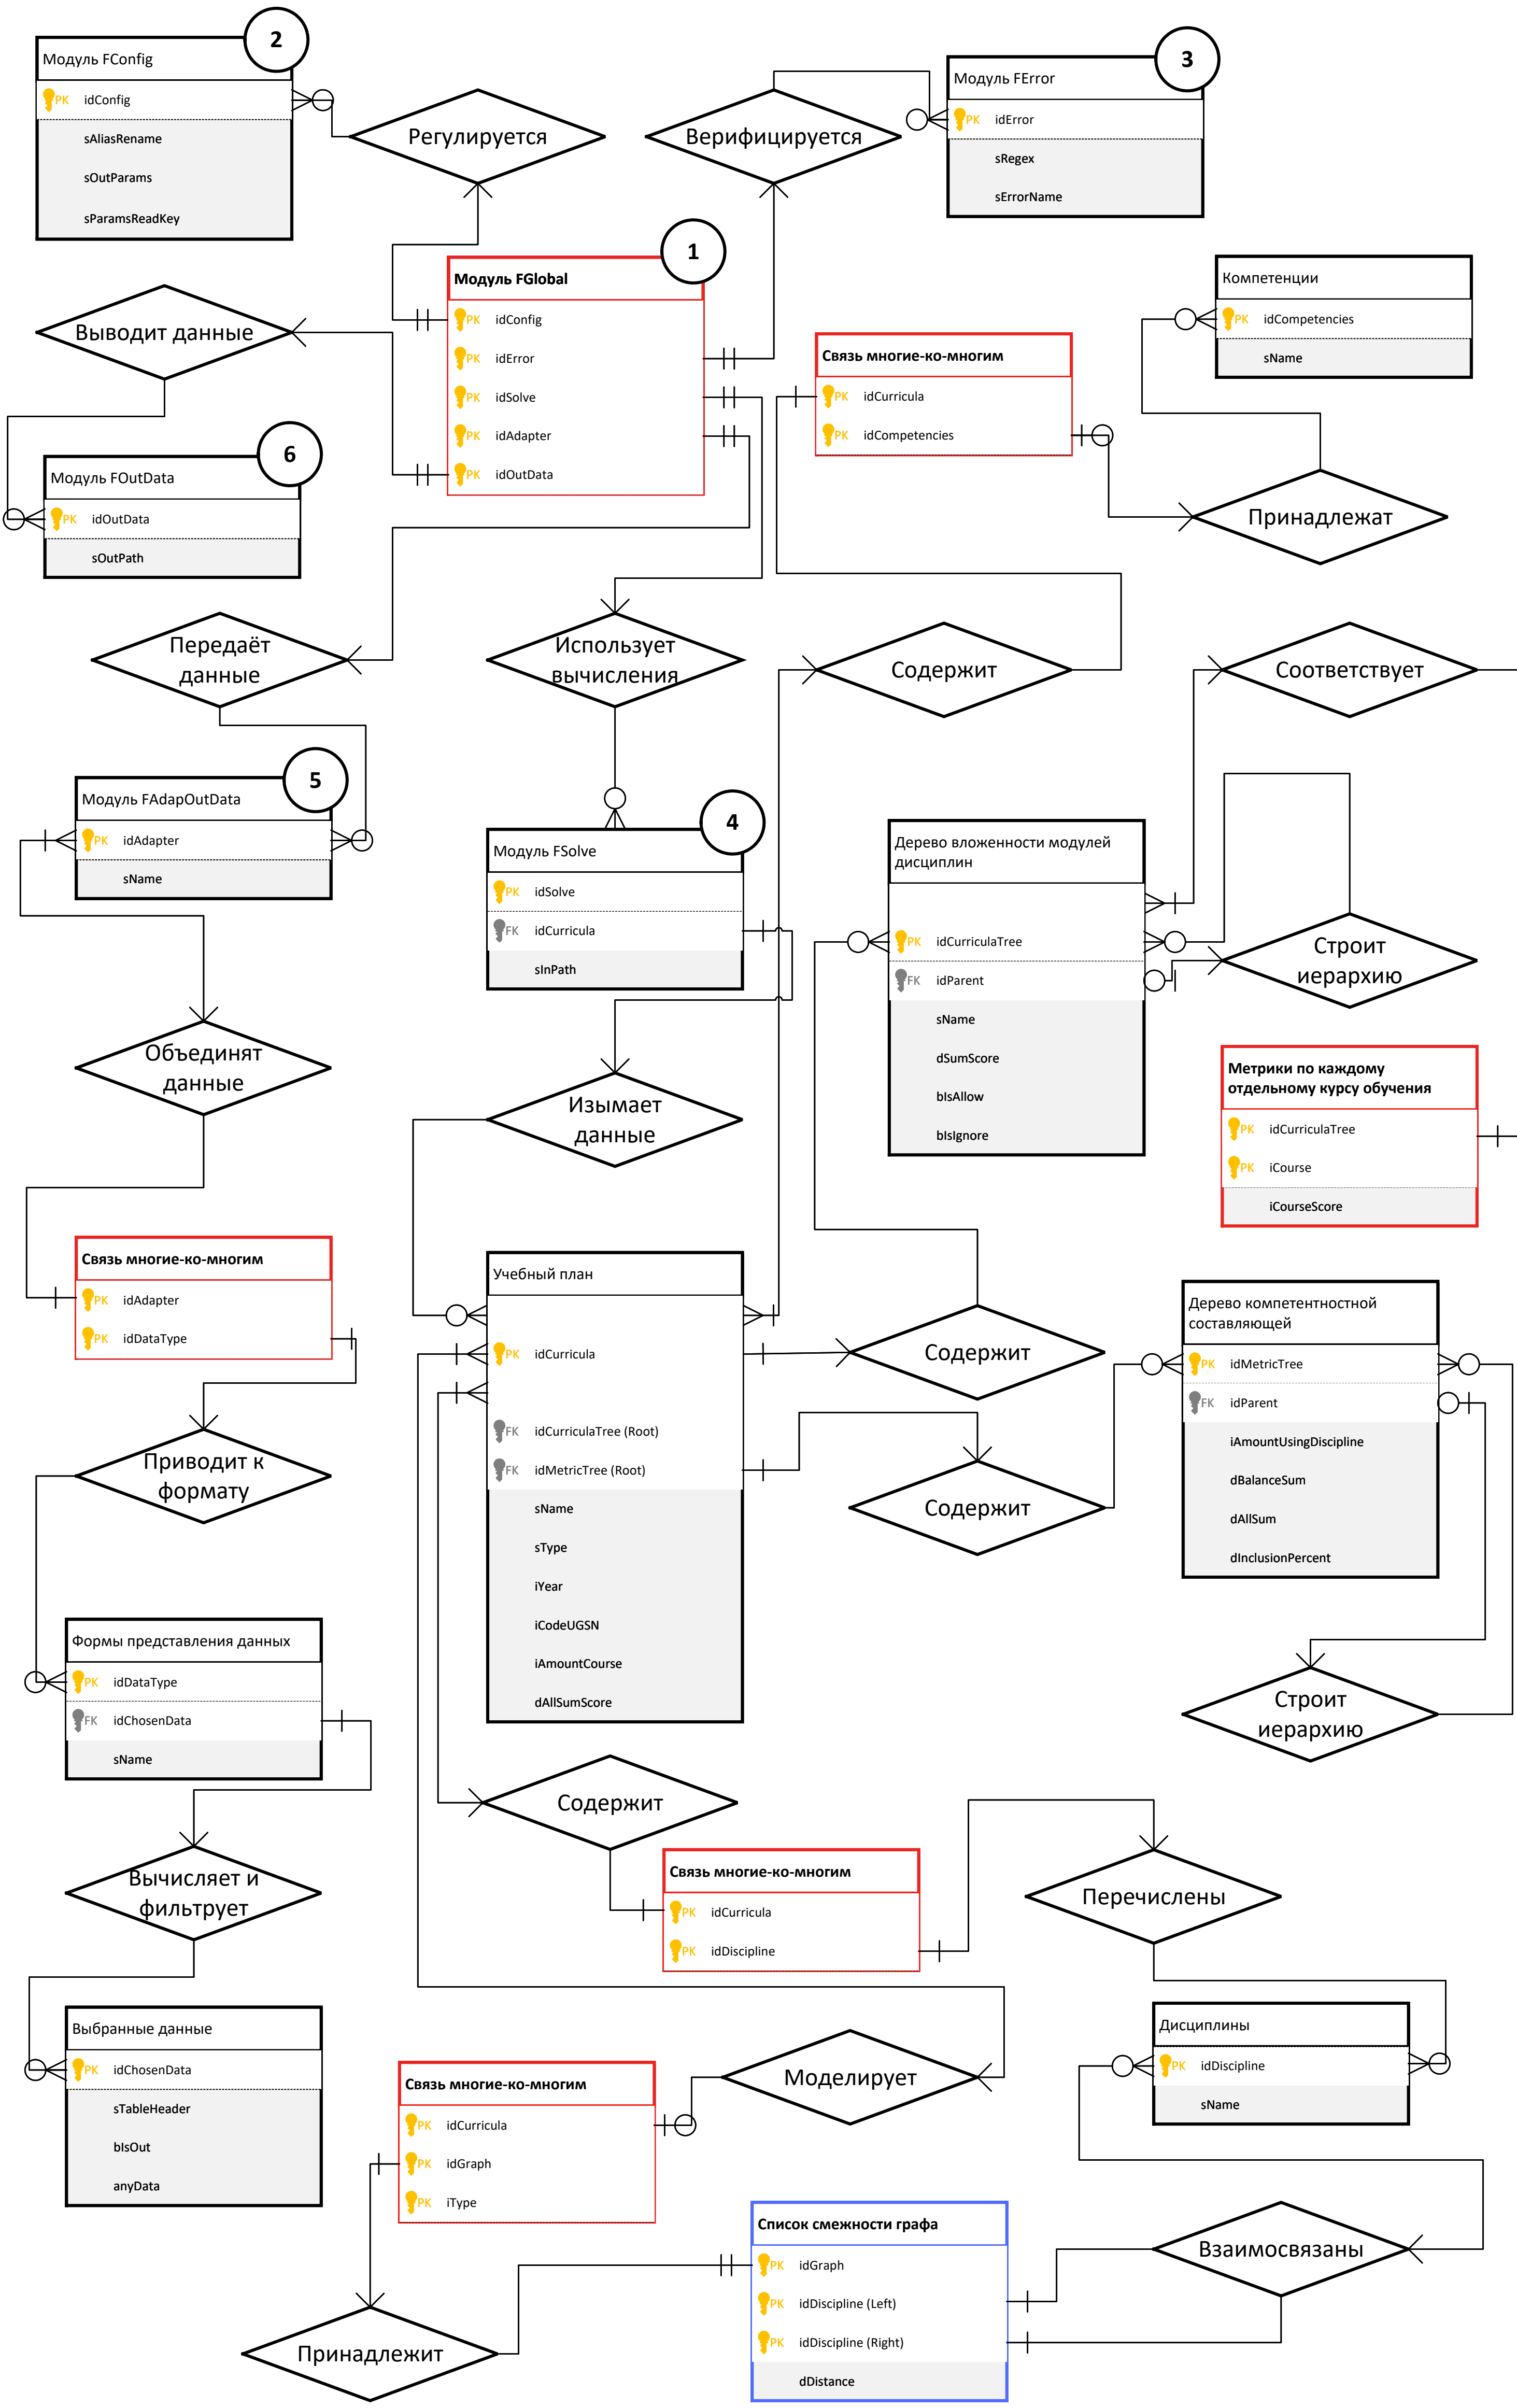 2
Модуль FConfig
PK idConfig
sAliasRename
sOutParams
sParamsReadKey
Регулируется
Верифицируется
3
Модуль FError
PK idError
sRegex
sErrorName
1
Модуль FGlobal
PK idConfig
PK idError
PK idSolve
PK idAdapter
PK idOutData
Выводит данные
Связь многие-ко-многим
PK idCurricula
PK idCompetencies
Компетенции
PK idCompetencies
sName
Принадлежат
6
Модуль FOutData
PK idOutData
sOutPath
Передаёт
данные
Использует
вычисления
Содержит
Соответствует
5
Модуль FAdapOutData
PK idAdapter
sName
4
Модуль FSolve
PK idSolve
FK idCurricula
sInPath
Дерево вложенности модулей
дисциплин
PK idCurriculaTree
FK idParent
sName
dSumScore
bIsAllow
bIsIgnore
Строит
иерархию
Объединят
данные
Изымает
данные
Метрики по каждому
отдельному курсу обучения
PK idCurriculaTree
PK iCourse
iCourseScore
Связь многие-ко-многим
PK idAdapter
PK idDataType
Учебный план
PK idCurricula
FK idCurriculaTree (Root)
FK idMetricTree (Root)
sName
sType
iYear
iCodeUGSN
iAmountCourse
dAllSumScore
Содержит
Содержит
Дерево компетентностной
составляющей
PK idMetricTree
FK idParent
iAmountUsingDiscipline
dBalanceSum
dAllSum
dInclusionPercent
Приводит к
формату
Строит
иерархию
Формы представления данных
PK idDataType
FK idChosenData
sName
Содержит
Вычисляет и
фильтрует
Связь многие-ко-многим
PK idCurricula
PK idDiscipline
Перечислены
Выбранные данные
PK idChosenData
sTableHeader
bIsOut
anyData
Моделирует
Дисциплины
PK idDiscipline
sName
Связь многие-ко-многим
PK idCurricula
PK idGraph
PK iType
Список смежности графа
PK idGraph
PK idDiscipline (Left)
PK idDiscipline (Right)
dDistance
Взаимосвязаны
Принадлежит